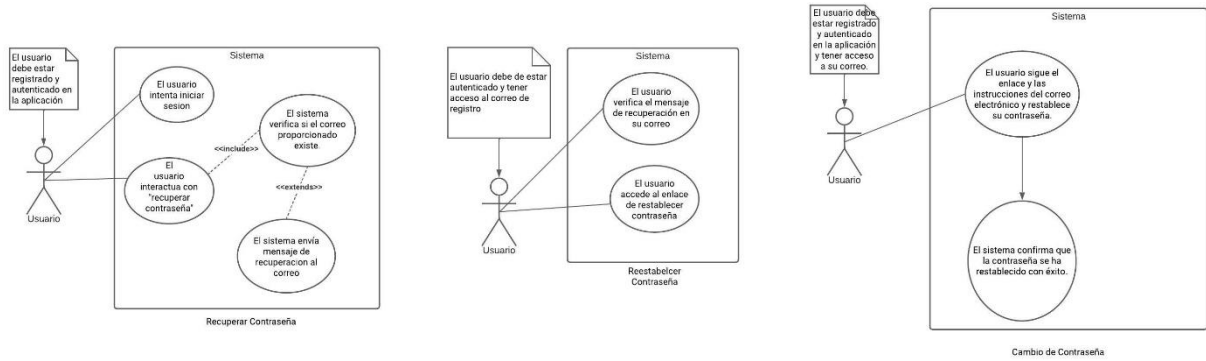 El usuario
debe estar
registrado y
autenticado en
la aplicación
Usuario
Sistema
El usuario
intenta iniciar
sesion
El sistema
verifica si el correo
proporcionado
existe.
<<include>>
El
usuario
interactua con
"recuperar
contraseña"
<<extends>>
El sistema envía
mensaje de
recuperacion al
correo
Recuperar Contraseña
El usuario debe de estar
autenticado y tener
acceso al correo de
registro
Usuario
Sistema
El usuario
verifica el mensaje
de recuperación en
su correo
El usuario
accede al enlace
de restablecer
contraseña
Reestabelcer
Contraseña
El usuario debe
estar registrado
y autenticado
en la aplicación
y tener acceso
a su correo.
Usuario
Sistema
El usuario sigue el
enlace y las
instrucciones del correo
electrónico y restablece
su contraseña.
El sistema confirma que
la contraseña se ha
restablecido con éxito.
Cambio de Contraseña